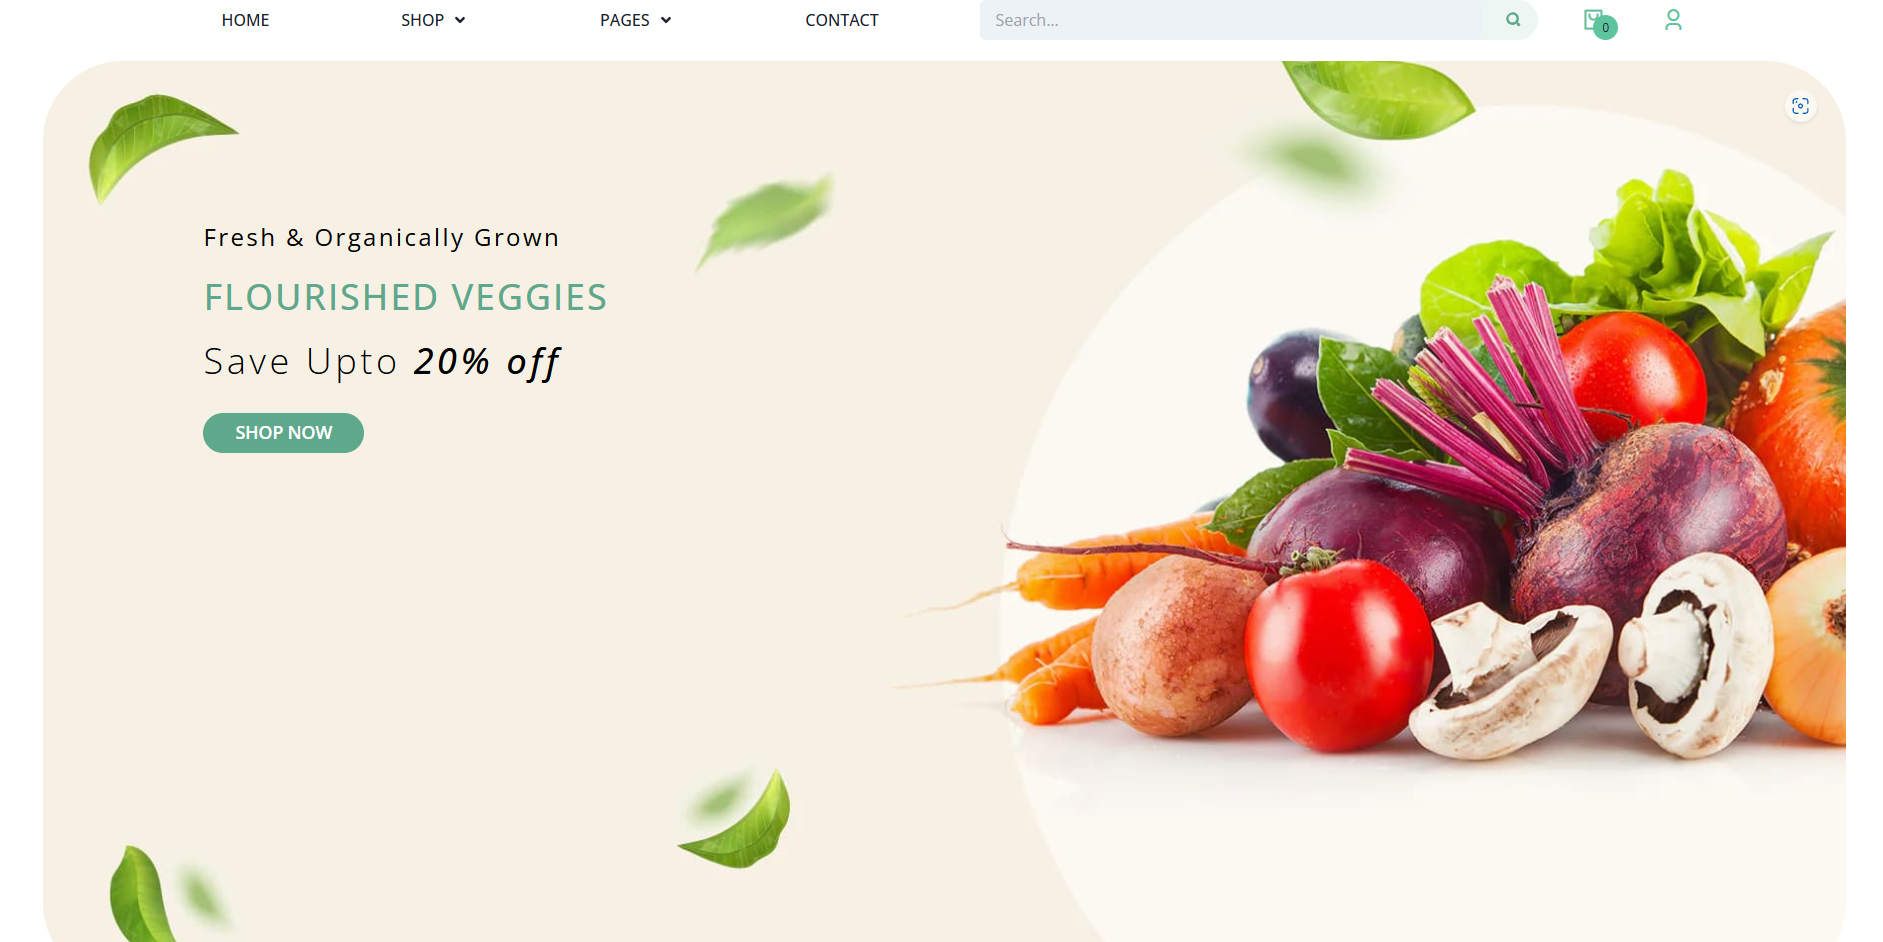 HOME SHOP PAGES CONTACT Search... 0
Fresh & Organically Grown
FLOURISHED VEGGIES
Save Upto 20% off
SHOP NOW